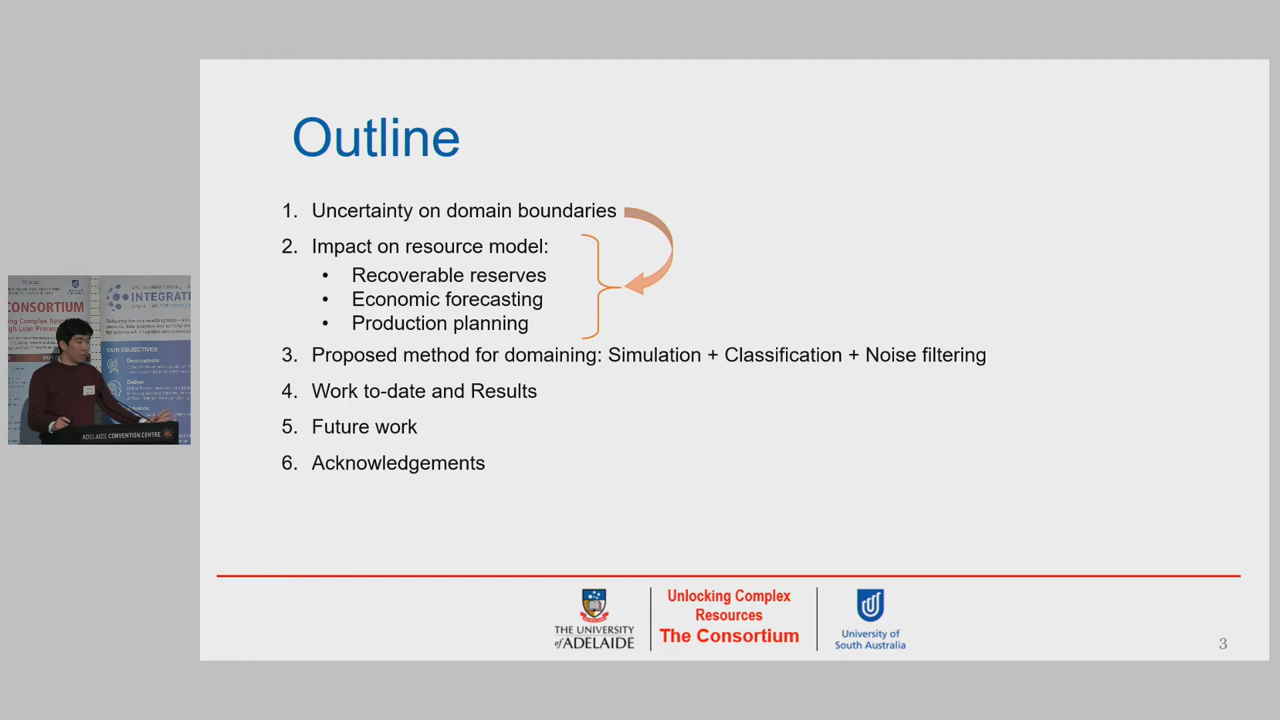 Outline
1. Uncertainty on domain boundaries
2. Impact on resource model:
• Recoverable reserves
• Economic forecasting
• Production planning
3. Proposed method for domaining: Simulation + Classification + Noise filtering
4. Work to-date and Results
5. Future work
6. Acknowledgements
THE UNIVERSITY
of ADELAIDE
Unlocking Complex
Resources
The Consortium
University of
South Australia
3
CONSORTIUM
INTEGRAT
OUR OBJECTIVES
Demonstrate
Deliver
ADELAIDE CONVENTION CENTRE